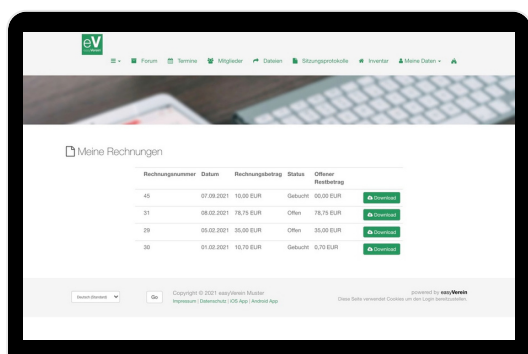 eV
easyVerein
Forum Termine Mitglieder Dateien Sitzungsprotokolle Inventar Meine Daten
Meine Rechnungen
Rechnungsnummer Datum Rechnungsbetrag Status Offener Restbetrag
45 07.09.2021 10,00 EUR Gebucht 00,00 EUR Download
31 08.02.2021 78,75 EUR Offen 78,75 EUR Download
29 05.02.2021 35,00 EUR Offen 35,00 EUR Download
30 01.02.2021 10,70 EUR Gebucht 0,70 EUR Download
Deutsch (Standard) Go
Copyright © 2021 easyVerein Muster
Impressum | Datenschutz | iOS App | Android App
powered by easyVerein
Diese Seite verwendet Cookies um den Login bereitzustellen.